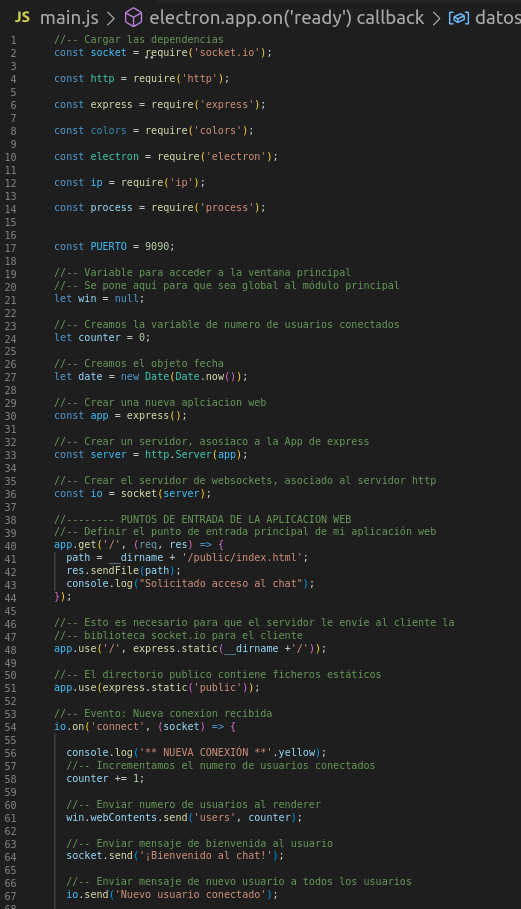 JS main.js > electron.app.on('ready') callback > datos
1 //-- Cargar las dependencias
2 const socket = require('socket.io');
3
4 const http = require('http');
5
6 const express = require('express');
7
8 const colors = require('colors');
9
10 const electron = require('electron');
11
12 const ip = require('ip');
13
14 const process = require('process');
15
16
17 const PUERTO = 9090;
18
19 //-- Variable para acceder a la ventana principal
20 //-- Se pone aquí para que sea global al módulo principal
21 let win = null;
22
23 //-- Creamos la variable de numero de usuarios conectados
24 let counter = 0;
25
26 //-- Creamos el objeto fecha
27 let date = new Date(Date.now());
28
29 //-- Crear una nueva aplciacion web
30 const app = express();
31
32 //-- Crear un servidor, asosiaco a la App de express
33 const server = http.Server(app);
34
35 //-- Crear el servidor de websockets, asociado al servidor http
36 const io = socket(server);
37
38 //-------- PUNTOS DE ENTRADA DE LA APLICACION WEB
39 //-- Definir el punto de entrada principal de mi aplicación web
40 app.get('/', (req, res) => {
41 path = __dirname + '/public/index.html';
42 res.sendFile(path);
43 console.log("Solicitado acceso al chat");
44 });
45
46 //-- Esto es necesario para que el servidor le envíe al cliente la
47 //-- biblioteca socket.io para el cliente
48 app.use('/', express.static(__dirname +'/'));
49
50 //-- El directorio publico contiene ficheros estáticos
51 app.use(express.static('public'));
52
53 //-- Evento: Nueva conexion recibida
54 io.on('connect', (socket) => {
55
56 console.log('** NUEVA CONEXIÓN **'.yellow);
57 //-- Incrementamos el numero de usuarios conectados
58 counter += 1;
59
60 //-- Enviar numero de usuarios al renderer
61 win.webContents.send('users', counter);
62
63 //-- Enviar mensaje de bienvenida al usuario
64 socket.send('¡Bienvenido al chat!');
65
66 //-- Enviar mensaje de nuevo usuario a todos los usuarios
67 io.send('Nuevo usuario conectado');
68